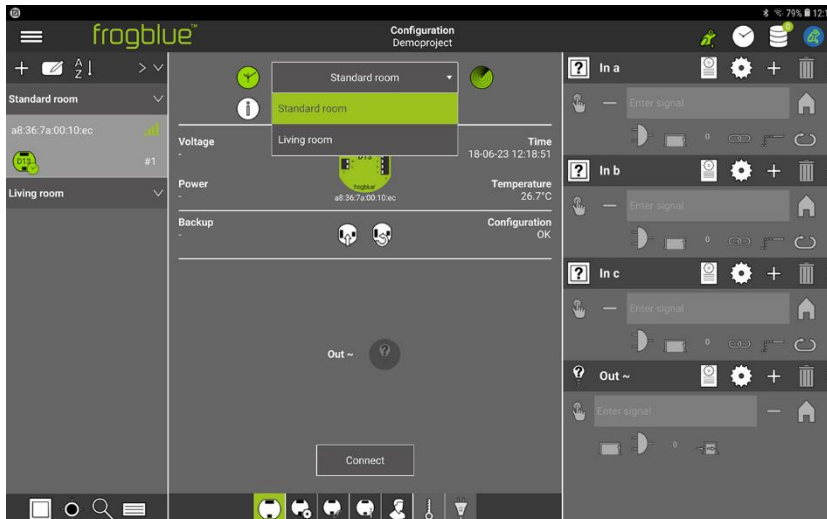 79% 12:1
frogblue™
Configuration
Demoproject
A
Z
Standard room
a8:36:7a:00:10:ec
D13
#1
Living room
Standard room
Standard room
Living room
Voltage
-
Time
18-06-23 12:18:51
D13
frogblue
a8:36:7a:00:10:ec
Power
-
Temperature
26.7°C
Backup
-
Configuration
OK
Out ~
Connect
In a
Enter signal
0
In b
Enter signal
0
In c
Enter signal
0
Out ~
Enter signal
0